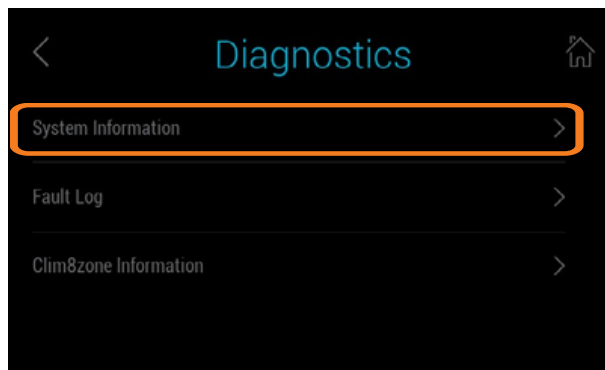 Diagnostics
System Information
Fault Log
Clim8zone Information